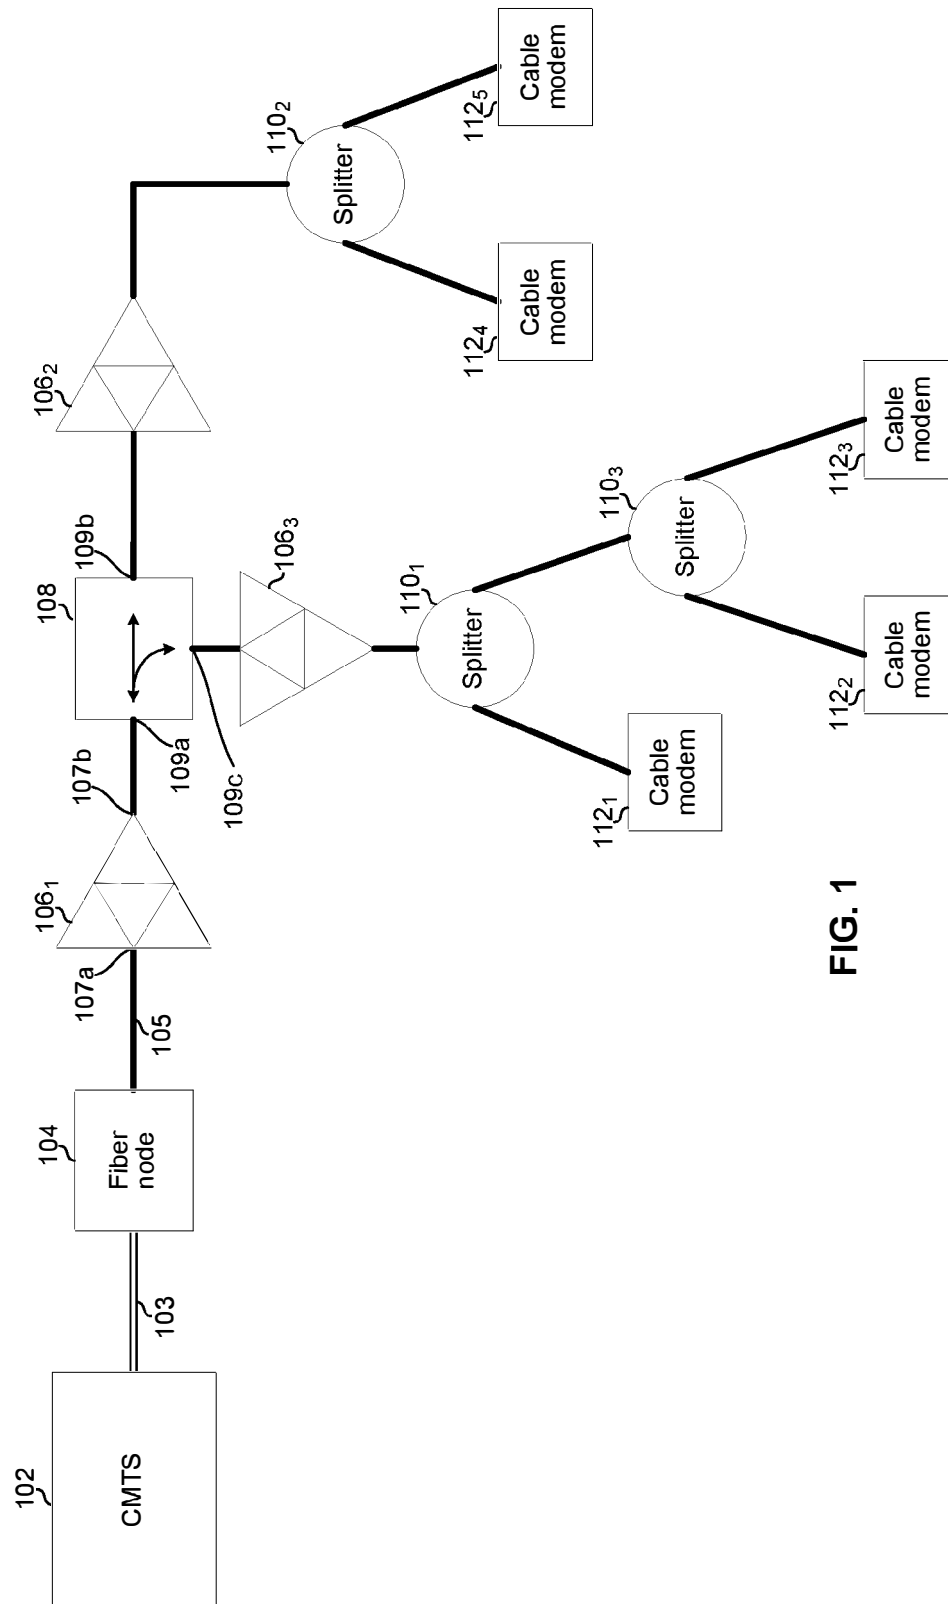 102
CMTS
103
104
Fiber
node
105
107a
106₁
107b
109a
108
109b
109c
106₂
106₃
110₁
Splitter
110₂
Splitter
110₃
Splitter
112₁
Cable
modem
112₂
Cable
modem
112₃
Cable
modem
112₄
Cable
modem
112₅
Cable
modem
FIG. 1